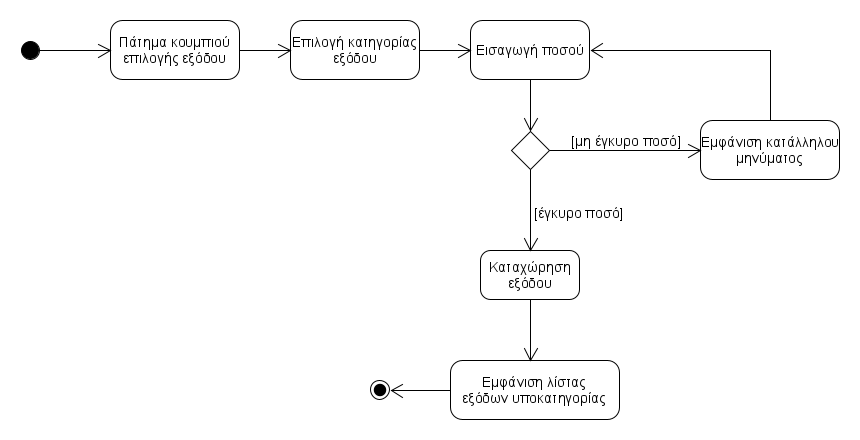 Πάτημα κουμπιού
επιλογής εξόδου
Επιλογή κατηγορίας
εξόδου
Εισαγωγή ποσού
[μη έγκυρο ποσό]
Εμφάνιση κατάλληλου
μηνύματος
[έγκυρο ποσό]
Καταχώρηση
εξόδου
Εμφάνιση λίστας
εξόδων υποκατηγορίας